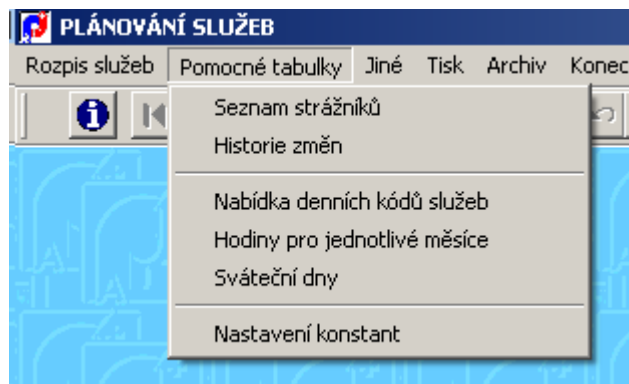 PLÁNOVÁNÍ SLUŽEB
Rozpis služeb Pomocné tabulky Jiné Tisk Archiv Konec
Seznam strážníků
Historie změn
Nabídka denních kódů služeb
Hodiny pro jednotlivé měsíce
Sváteční dny
Nastavení konstant